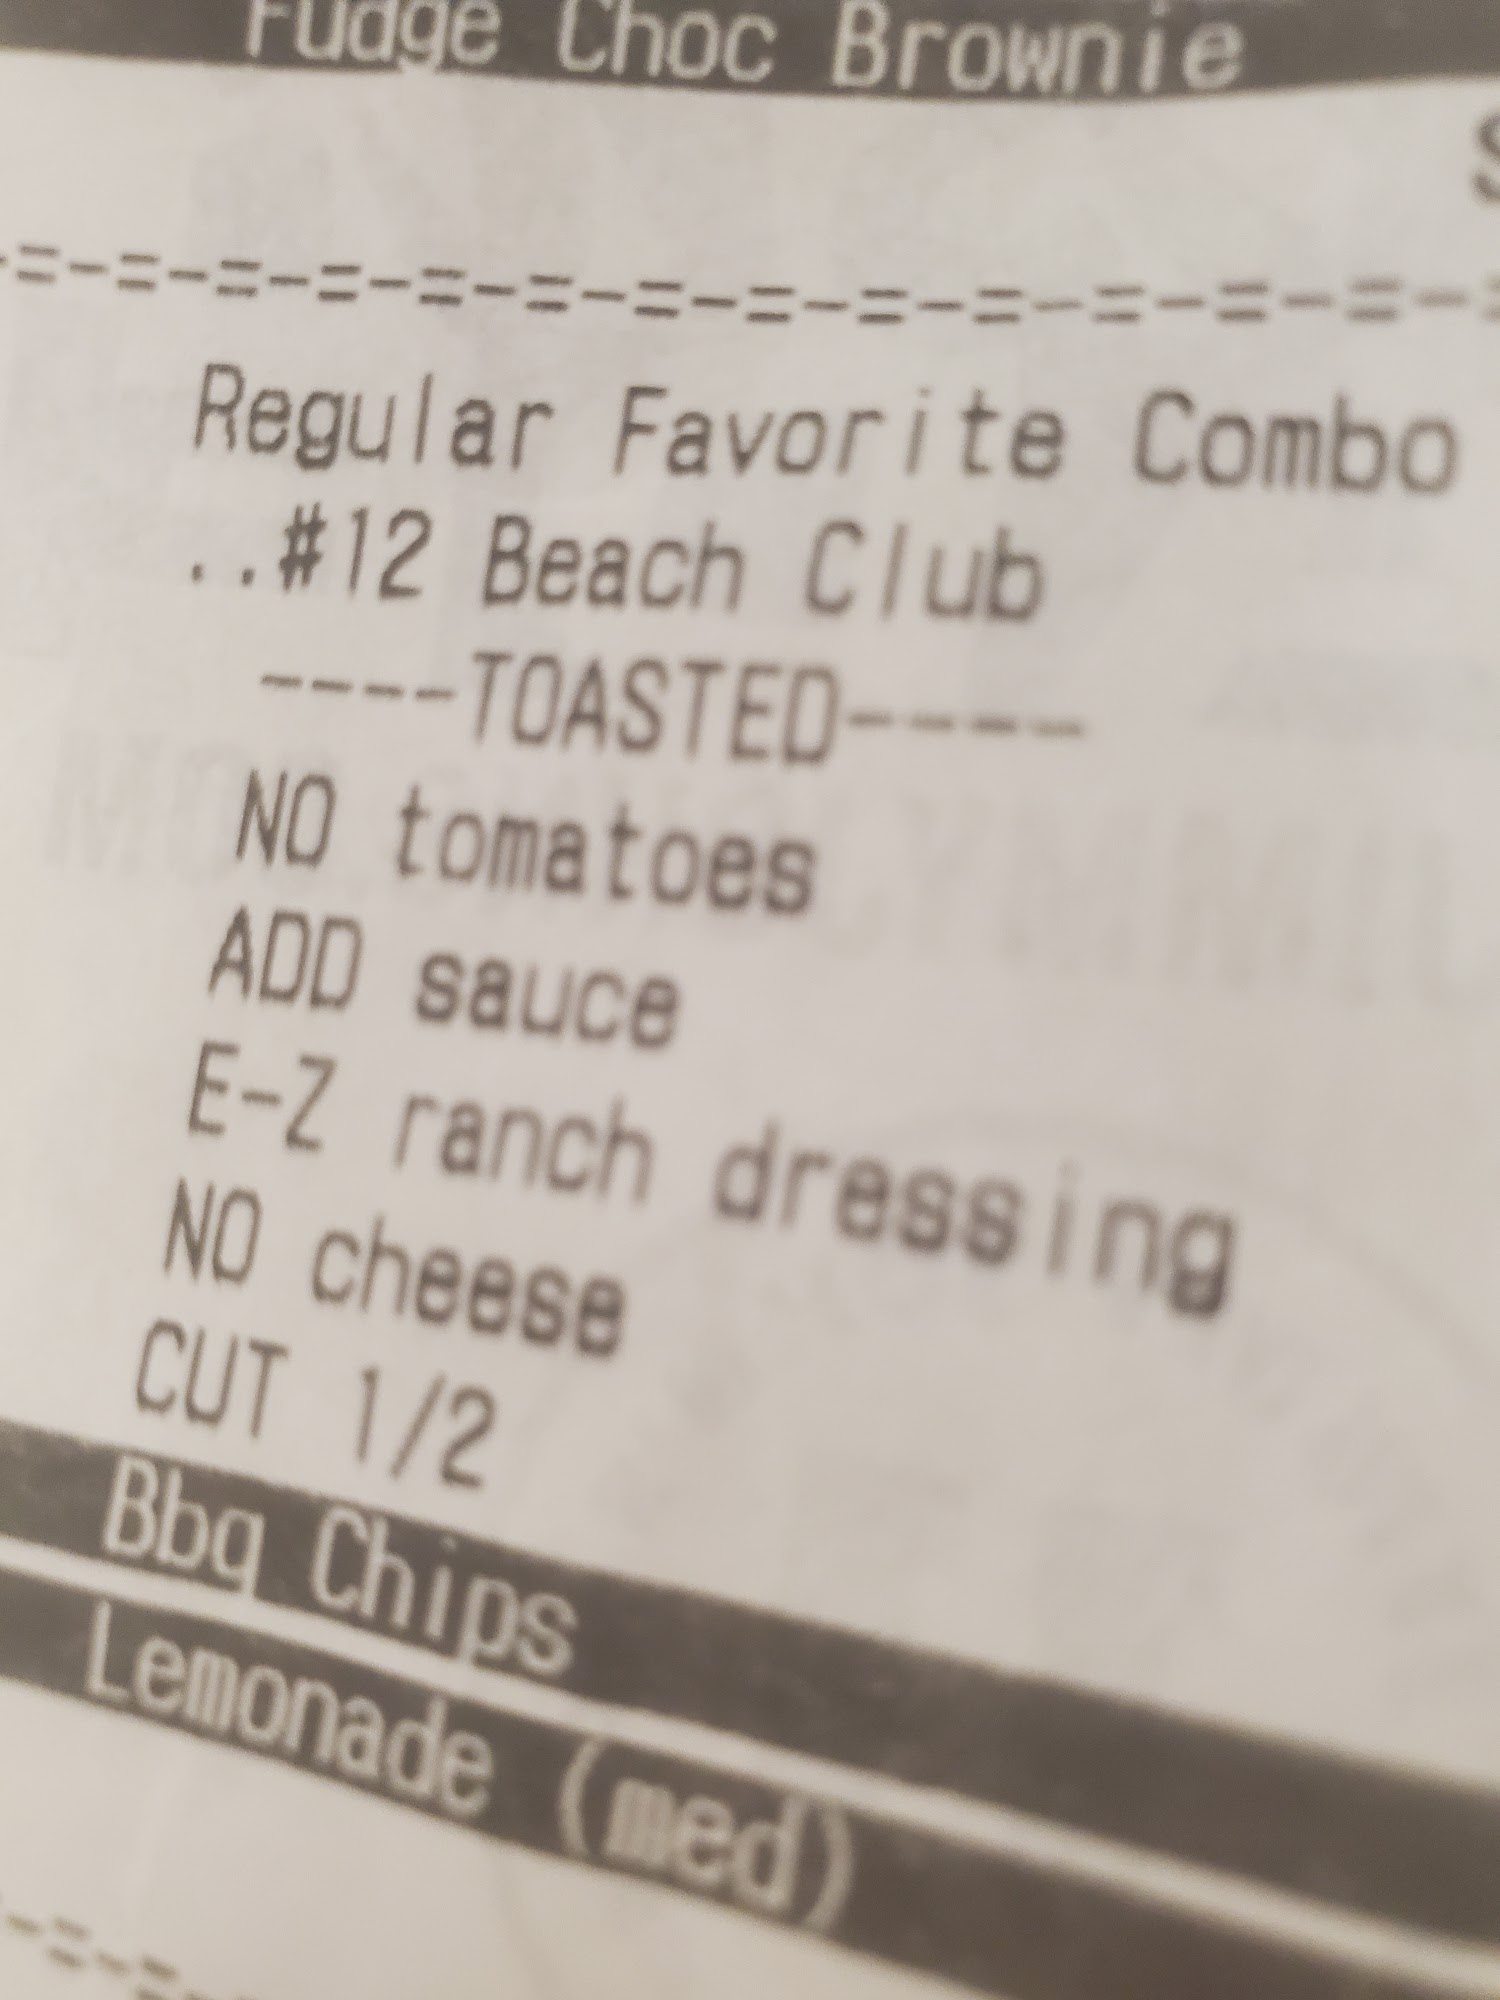 Fudge Choc Brownie
-=-=-=-=-=-=-=-=-=-=-=-=-=-=-
Regular Favorite Combo
..#12 Beach Club
----TOASTED----
NO tomatoes
ADD sauce
E-Z ranch dressing
NO cheese
CUT 1/2
Bbq Chips
Lemonade (med)
-=-=-